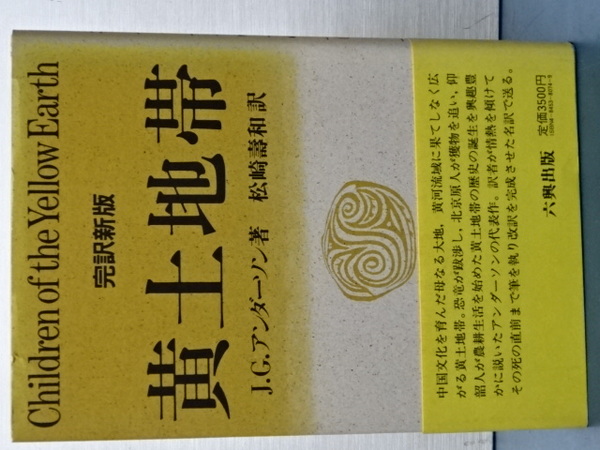 Children of the Yellow Earth
完訳新版
黄土地帯
J.G.アンダーソン著　松崎壽和訳
中国文化を育んだ母なる大地，黄河流域に果てしなく広
がる黄土地帯。恐竜が跋渉し，北京原人が獲物を追い，仰
韶人が農耕生活を始めた黄土地帯の歴史の誕生を興趣豊
かに説いたアンダーソンの代表作。訳者が情熱を傾けて
その死の直前まで筆を執り改訳を完成させた名訳で送る。
六興出版
定価3500円